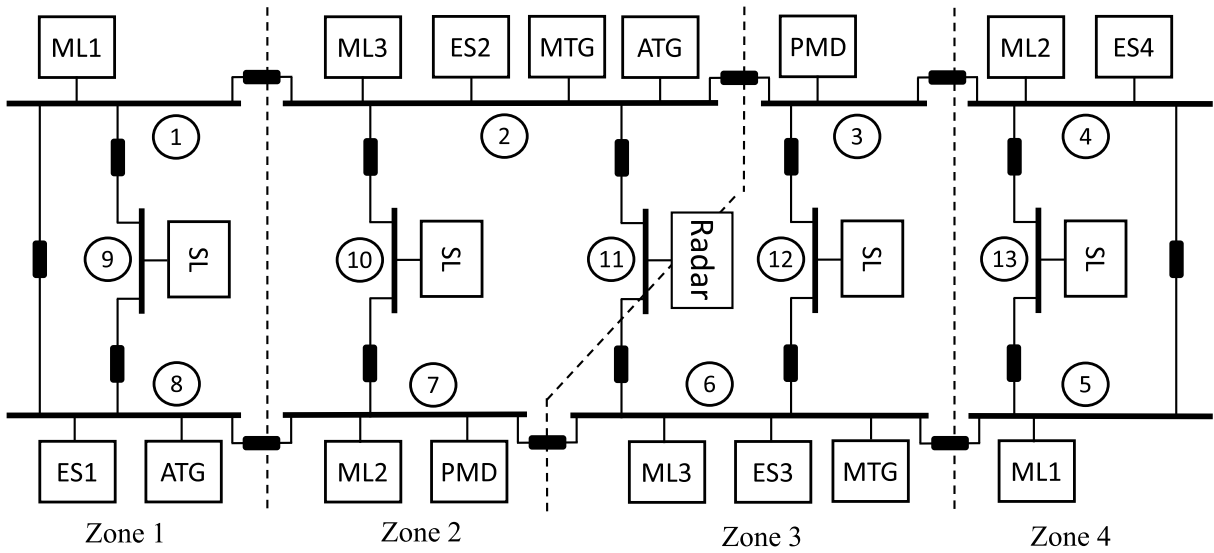 ML1
ML3
ES2
MTG
ATG
PMD
ML2
ES4
1
2
3
4
9
SL
10
SL
11
Radar
12
SL
13
SL
8
7
6
5
ES1
ATG
ML2
PMD
ML3
ES3
MTG
ML1
Zone 1
Zone 2
Zone 3
Zone 4